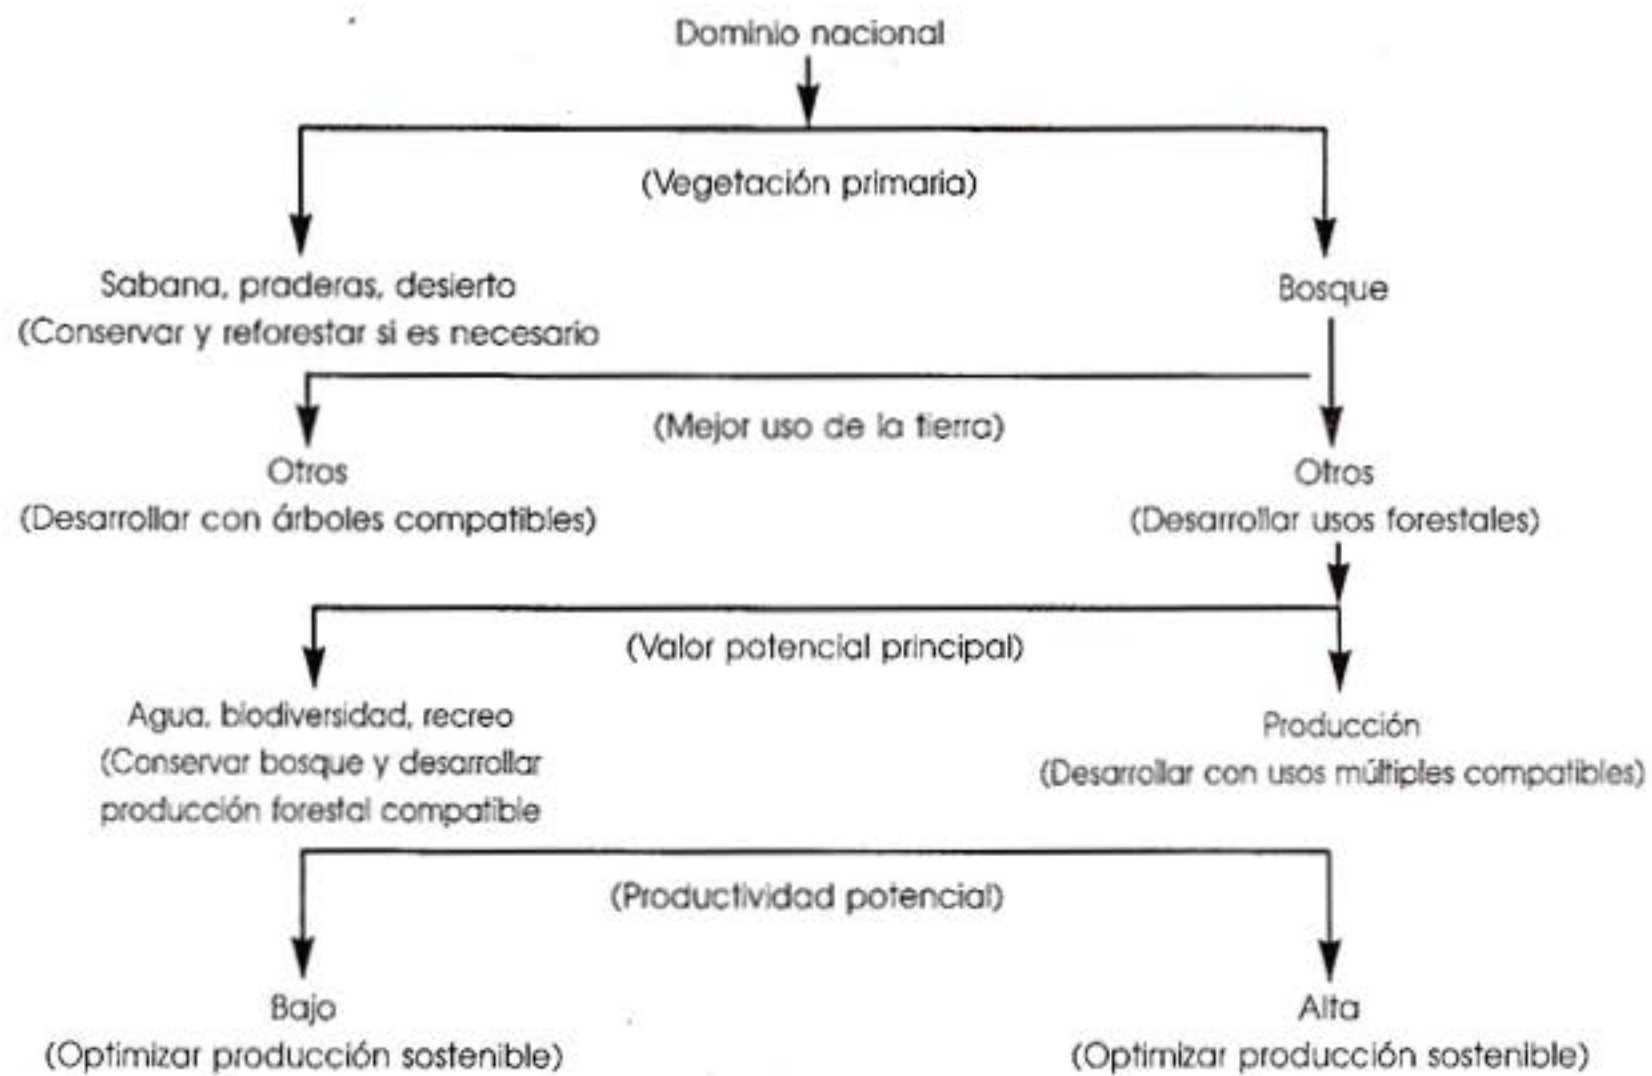 Dominio nacional
(Vegetación primaria)
Sabana, praderas, desierto
(Conservar y reforestar si es necesario
Bosque
(Mejor uso de la tierra)
Otros
(Desarrollar con árboles compatibles)
Otros
(Desarrollar usos forestales)
(Valor potencial principal)
Agua, biodiversidad, recreo
(Conservar bosque y desarrollar
producción forestal compatible
Producción
(Desarrollar con usos múltiples compatibles)
(Productividad potencial)
Bajo
(Optimizar producción sostenible)
Alta
(Optimizar producción sostenible)